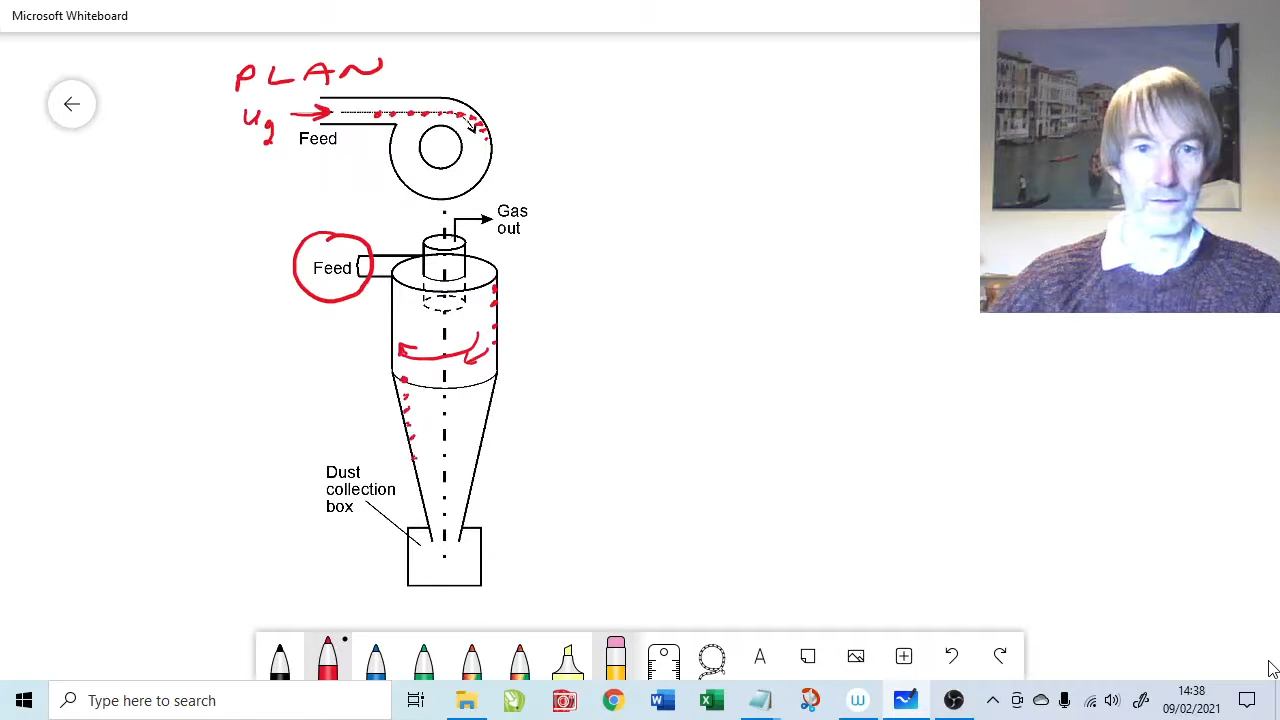 Microsoft Whiteboard
PLAN
ug
Feed
Gas
out
Feed
Dust
collection
box
A
W
X
W
Type here to search
14:38
09/02/2021